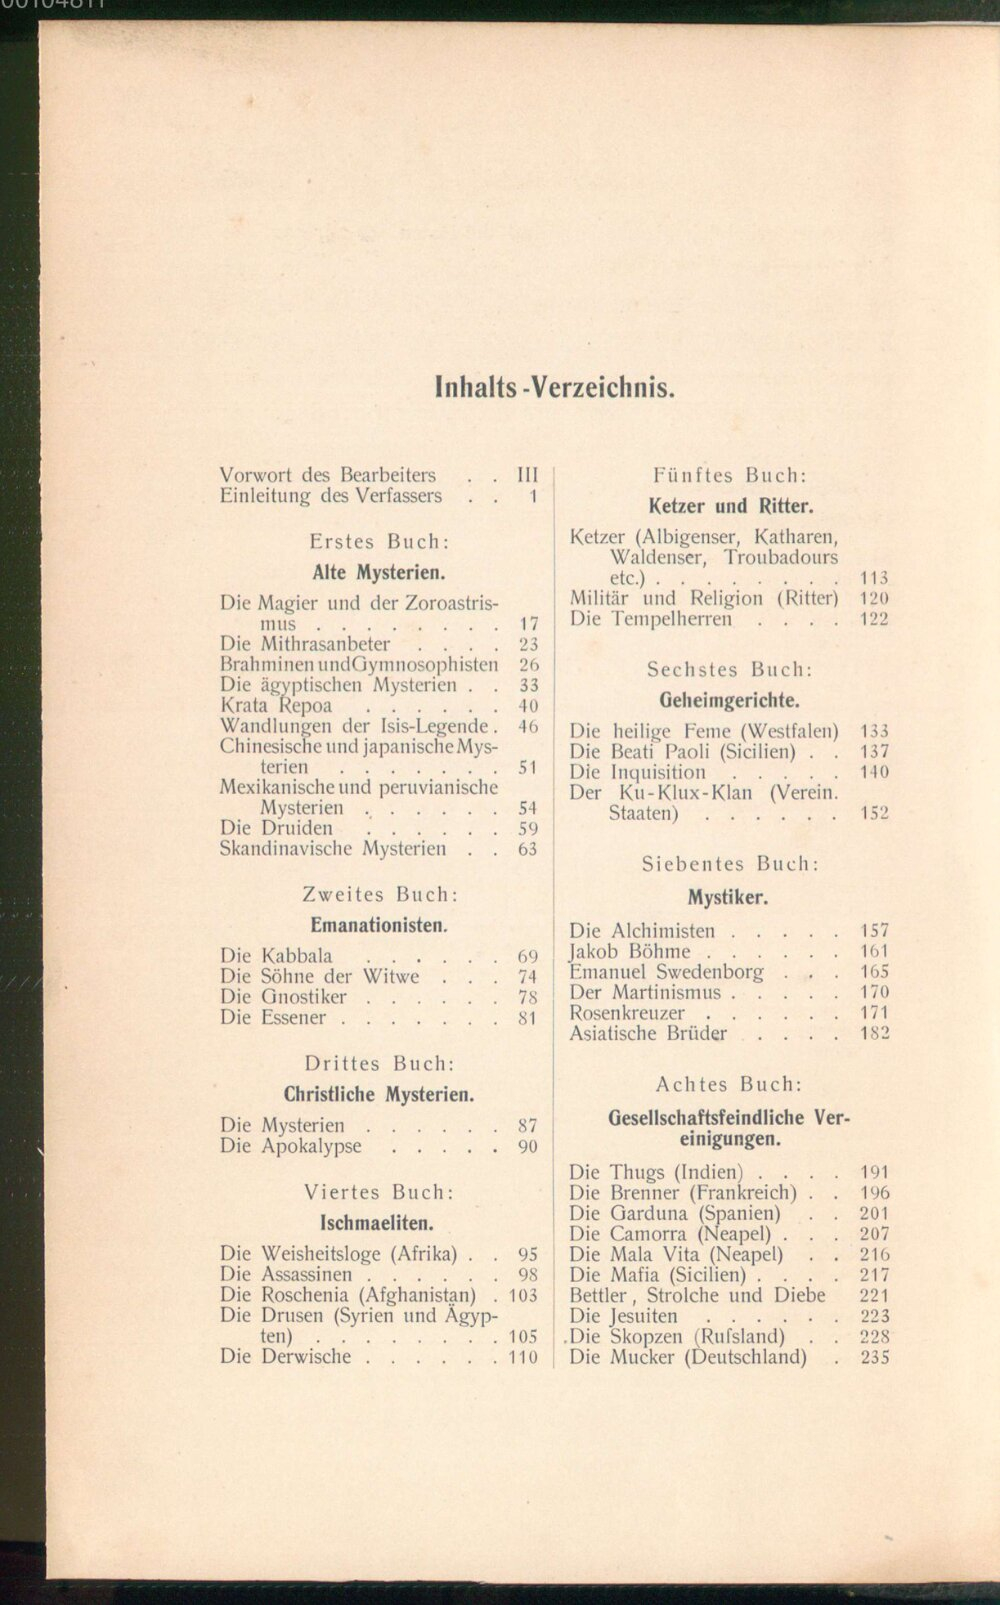 Inhalts-Verzeichnis.
Vorwort des Bearbeiters . . III
Einleitung des Verfassers . . 1
Erstes Buch:
Alte Mysterien.
Die Magier und der Zoroastris-
mus . . . . . . . . 17
Die Mithrasanbeter . . . . 23
Brahminen und Gymnosophisten 26
Die ägyptischen Mysterien . . 33
Krata Repoa . . . . . . 40
Wandlungen der Isis-Legende . 46
Chinesische und japanische Mys-
terien . . . . . . . 51
Mexikanische und peruvianische
Mysterien . . . . . . 54
Die Druiden . . . . . . 59
Skandinavische Mysterien . . 63
Zweites Buch:
Emanationisten.
Die Kabbala . . . . . . 69
Die Söhne der Witwe . . . 74
Die Gnostiker . . . . . . 78
Die Essener . . . . . . . 81
Drittes Buch:
Christliche Mysterien.
Die Mysterien . . . . . . 87
Die Apokalypse . . . . . 90
Viertes Buch:
Ischmaeliten.
Die Weisheitsloge (Afrika) . . 95
Die Assassinen . . . . . . 98
Die Roschenia (Afghanistan) . 103
Die Drusen (Syrien und Ägyp-
ten) . . . . . . . . 105
Die Derwische . . . . . . 110
Fünftes Buch:
Ketzer und Ritter.
Ketzer (Albigenser, Katharen,
Waldenser, Troubadours
etc.) . . . . . . . . 113
Militär und Religion (Ritter) 120
Die Tempelherren . . . . 122
Sechstes Buch:
Geheimgerichte.
Die heilige Feme (Westfalen) 133
Die Beati Paoli (Sicilien) . . 137
Die Inquisition . . . . . 140
Der Ku-Klux-Klan (Verein.
Staaten) . . . . . . 152
Siebentes Buch:
Mystiker.
Die Alchimisten . . . . . 157
Jakob Böhme . . . . . . 161
Emanuel Swedenborg . . . 165
Der Martinismus . . . . . 170
Rosenkreuzer . . . . . . 171
Asiatische Brüder . . . . 182
Achtes Buch:
Gesellschaftsfeindliche Ver-
einigungen.
Die Thugs (Indien) . . . . 191
Die Brenner (Frankreich) . . 196
Die Garduna (Spanien) . . 201
Die Camorra (Neapel) . . . 207
Die Mala Vita (Neapel) . . 216
Die Mafia (Sicilien) . . . . 217
Bettler, Strolche und Diebe 221
Die Jesuiten . . . . . . 223
Die Skopzen (Rufsland) . . 228
Die Mucker (Deutschland) . 235